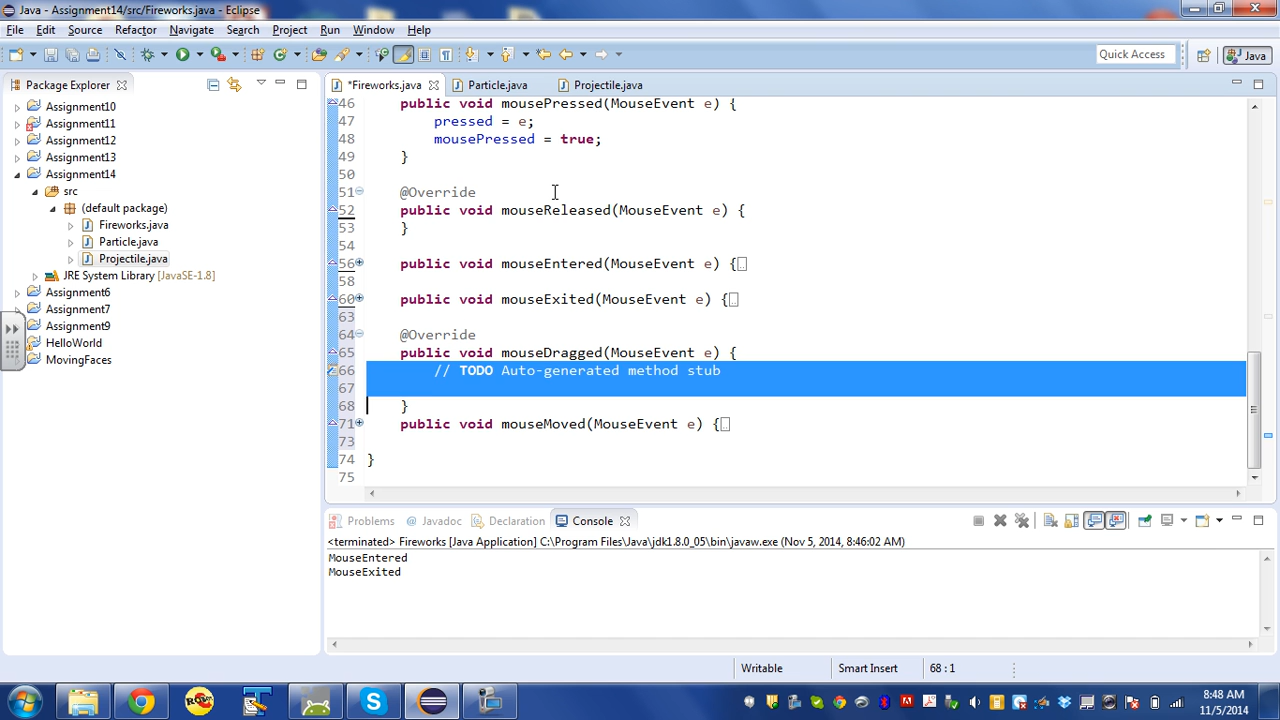 Java - Assignment14/src/Fireworks.java - Eclipse
File Edit Source Refactor Navigate Search Project Run Window Help
Quick Access
Java
Package Explorer
*Fireworks.java Particle.java Projectile.java
Assignment10
Assignment11
Assignment12
Assignment13
Assignment14
src
(default package)
Fireworks.java
Particle.java
Projectile.java
JRE System Library [JavaSE-1.8]
Assignment6
Assignment7
Assignment9
HelloWorld
MovingFaces
46 public void mousePressed(MouseEvent e) {
47 pressed = e;
48 mousePressed = true;
49 }
50
51 @Override
52 public void mouseReleased(MouseEvent e) {
53 }
54
56 public void mouseEntered(MouseEvent e) {
58
60 public void mouseExited(MouseEvent e) {
63
64 @Override
65 public void mouseDragged(MouseEvent e) {
66 // TODO Auto-generated method stub
67
68 }
71 public void mouseMoved(MouseEvent e) {
73
74 }
75
Problems @ Javadoc Declaration Console
<terminated> Fireworks [Java Application] C:\Program Files\Java\jdk1.8.0_05\bin\javaw.exe (Nov 5, 2014, 8:46:02 AM)
MouseEntered
MouseExited
Writable Smart Insert 68 : 1
8:48 AM
11/5/2014